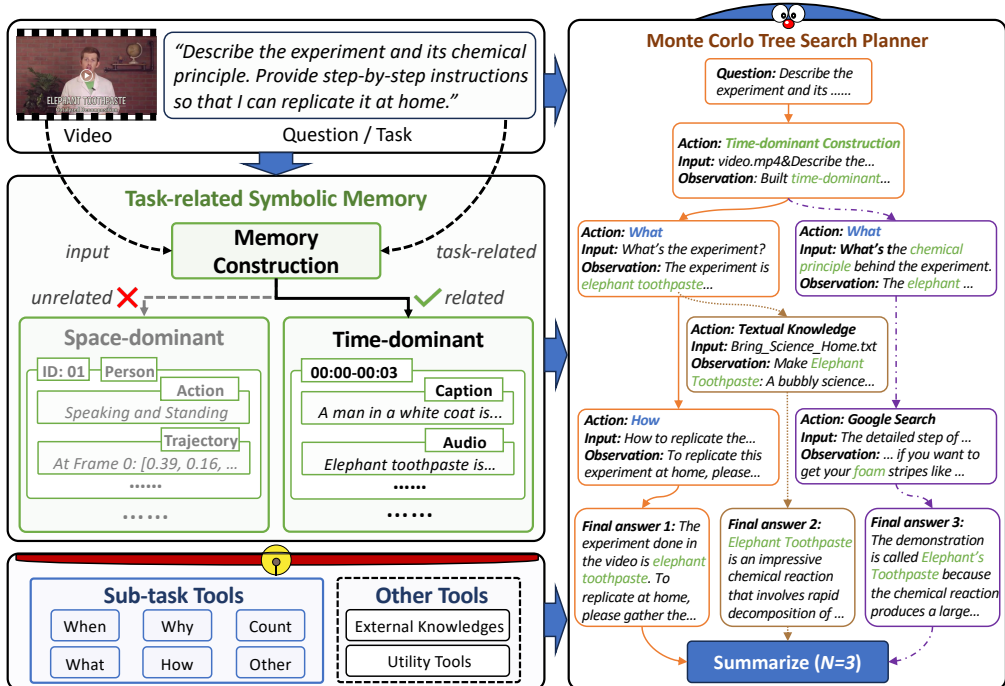 ELEPHANT TOOTHPASTE
Video
“Describe the experiment and its chemical
principle. Provide step-by-step instructions
so that I can replicate it at home.”
Question / Task
Task-related Symbolic Memory
input
Memory
Construction
task-related
unrelated
related
Space-dominant
ID: 01
Person
Action
Speaking and Standing
Trajectory
At Frame 0: [0.39, 0.16, …
......
……
Time-dominant
00:00-00:03
Caption
A man in a white coat is...
Audio
Elephant toothpaste is…
......
……
Sub-task Tools
When
Why
Count
What
How
Other
Other Tools
External Knowledges
Utility Tools
Monte Corlo Tree Search Planner
Question: Describe the
experiment and its ……
Action: Time-dominant Construction
Input: video.mp4&Describe the…
Observation: Built time-dominant…
Action: What
Input: What’s the experiment?
Observation: The experiment is
elephant toothpaste…
Action: What
Input: What’s the chemical
principle behind the experiment.
Observation: The elephant …
Action: Textual Knowledge
Input: Bring_Science_Home.txt
Observation: Make Elephant
Toothpaste: A bubbly science…
Action: How
Input: How to replicate the…
Observation: To replicate this
experiment at home, please…
Action: Google Search
Input: The detailed step of …
Observation: … if you want to
get your foam stripes like …
Final answer 1: The
experiment done in
the video is elephant
toothpaste. To
replicate at home,
please gather the…
Final answer 2:
Elephant Toothpaste
is an impressive
chemical reaction
that involves rapid
decomposition of …
Final answer 3:
The demonstration
is called Elephant’s
Toothpaste because
the chemical reaction
produces a large…
Summarize (N=3)